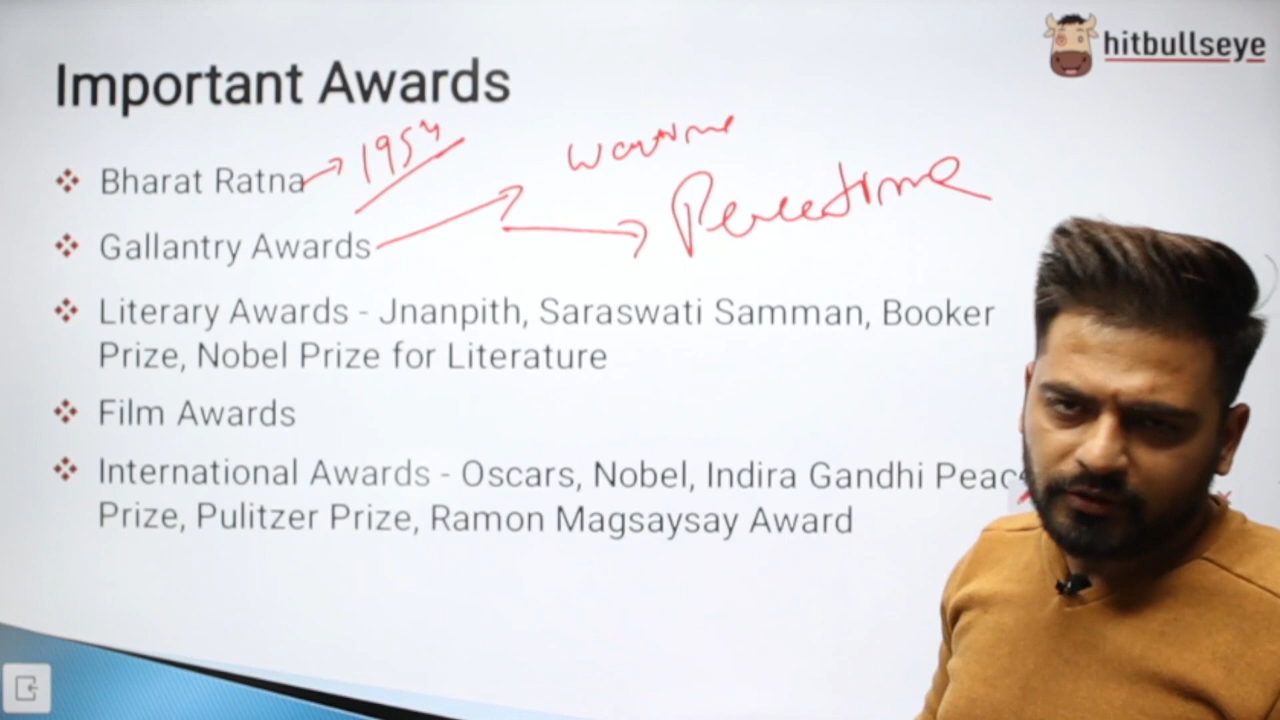 hitbullseye
Important Awards
Bharat Ratna
1954
wartime
Gallantry Awards
Peacetime
Literary Awards - Jnanpith, Saraswati Samman, Booker
Prize, Nobel Prize for Literature
Film Awards
International Awards - Oscars, Nobel, Indira Gandhi Peac
Prize, Pulitzer Prize, Ramon Magsaysay Award